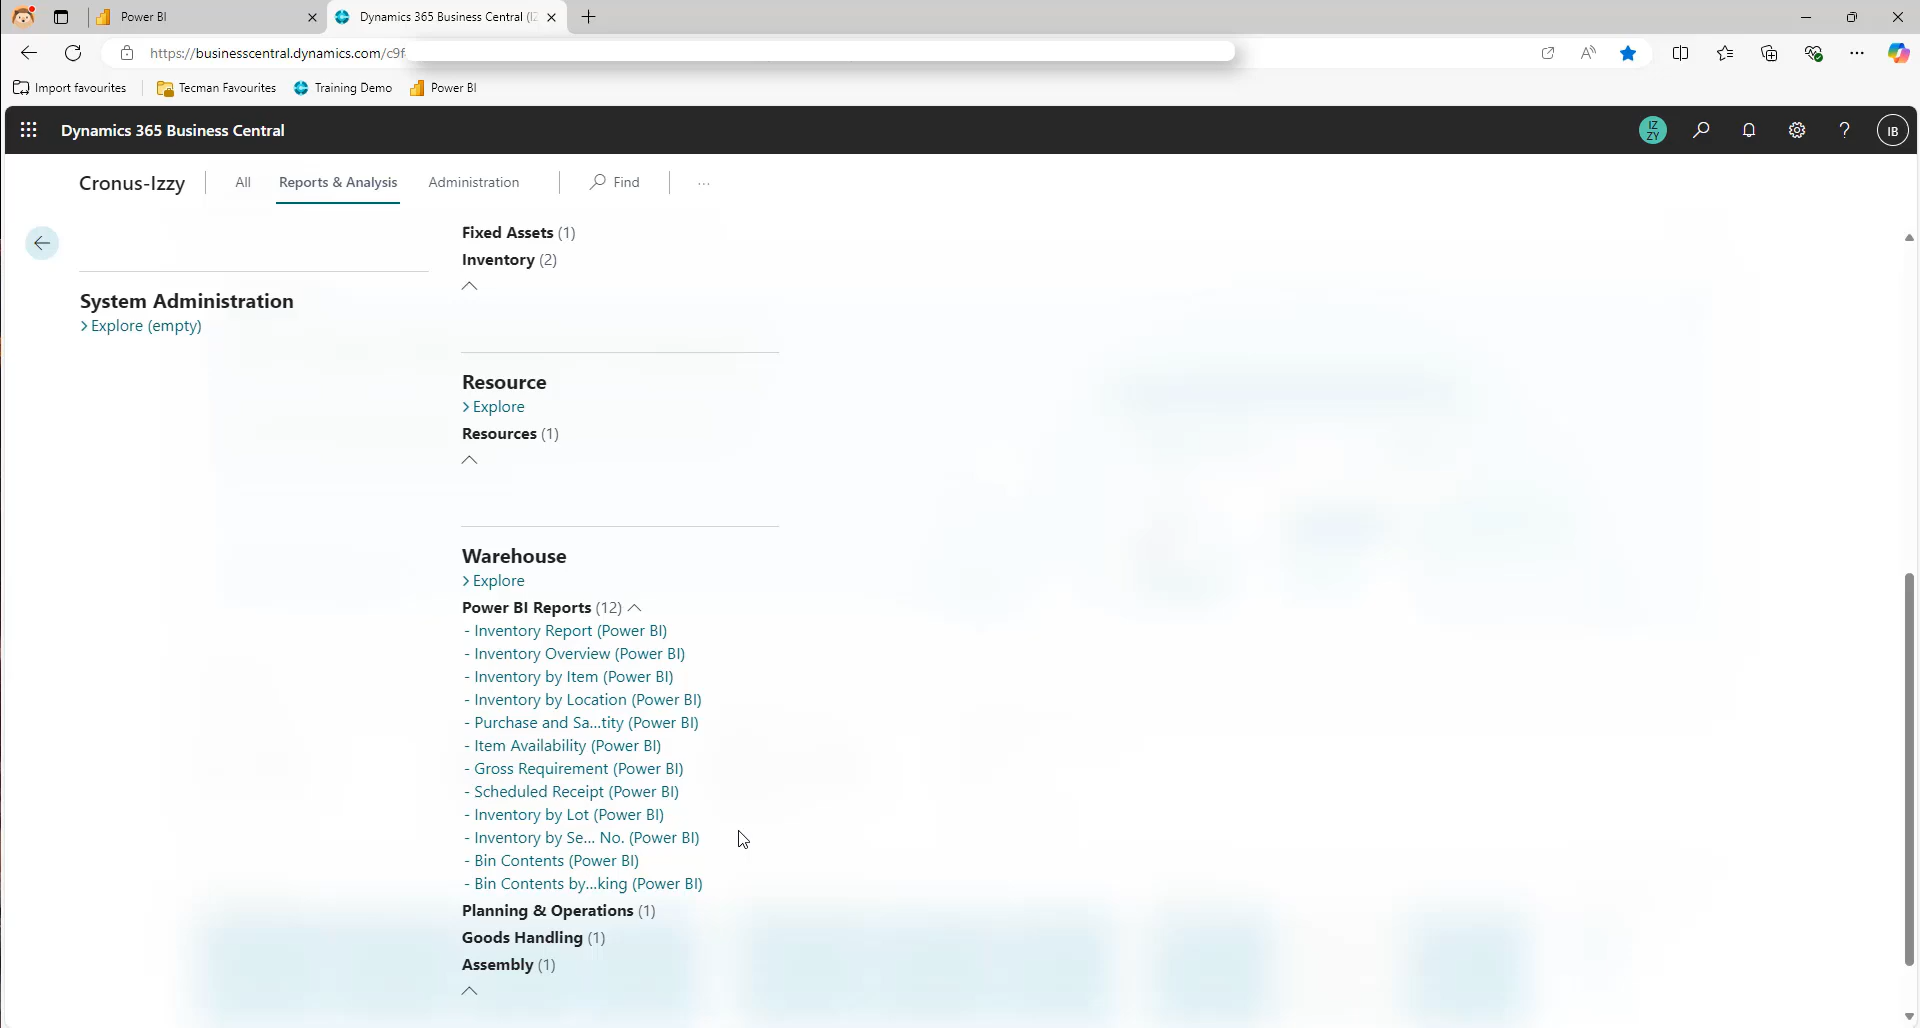 Power BI
Dynamics 365 Business Central (IZ
https://businesscentral.dynamics.com/c9f
Import favourites
Tecman Favourites
Training Demo
Power BI
Dynamics 365 Business Central
IZ
ZY
?
IB
Cronus-Izzy
All
Reports & Analysis
Administration
Find
...
System Administration
> Explore (empty)
Fixed Assets (1)
Inventory (2)
Resource
> Explore
Resources (1)
Warehouse
> Explore
Power BI Reports (12)
- Inventory Report (Power BI)
- Inventory Overview (Power BI)
- Inventory by Item (Power BI)
- Inventory by Location (Power BI)
- Purchase and Sa...tity (Power BI)
- Item Availability (Power BI)
- Gross Requirement (Power BI)
- Scheduled Receipt (Power BI)
- Inventory by Lot (Power BI)
- Inventory by Se... No. (Power BI)
- Bin Contents (Power BI)
- Bin Contents by...king (Power BI)
Planning & Operations (1)
Goods Handling (1)
Assembly (1)